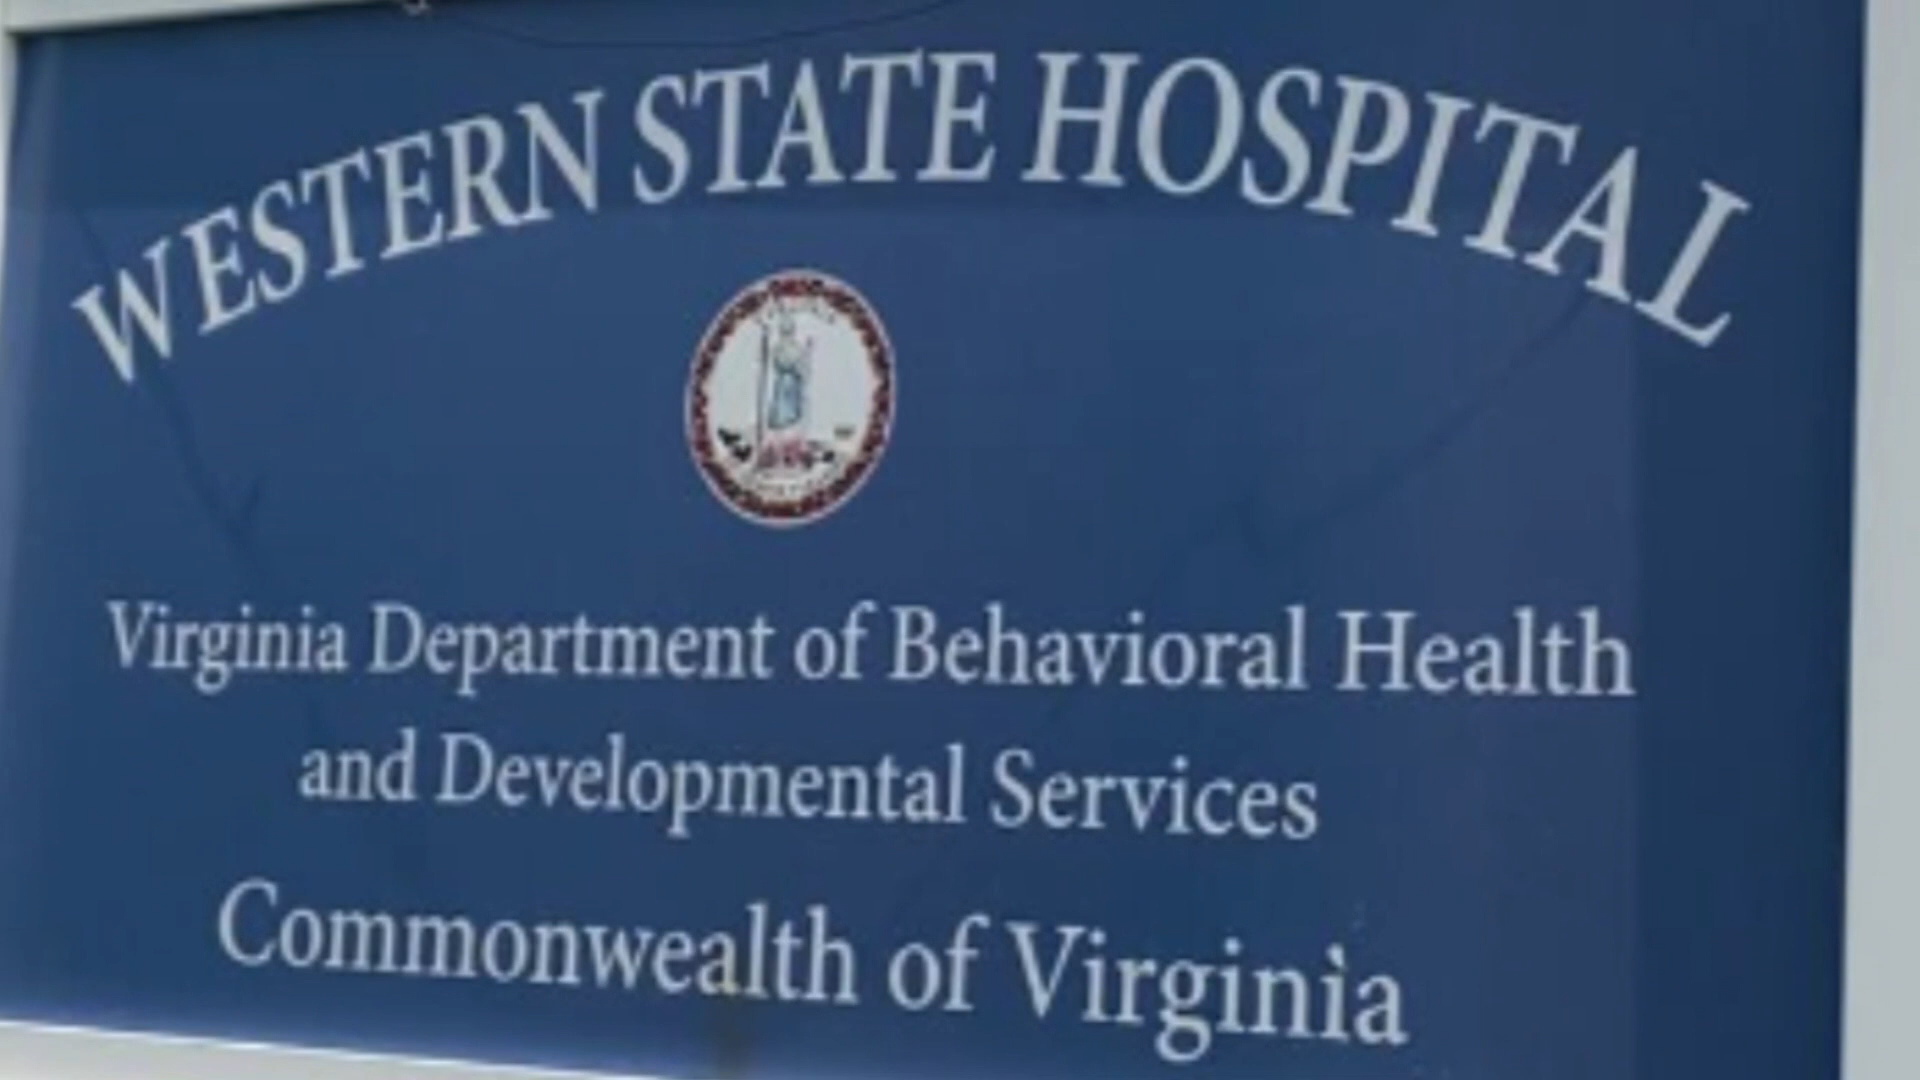 WESTERN STATE HOSPITAL
Virginia Department of Behavioral Health
and Developmental Services
Commonwealth of Virginia